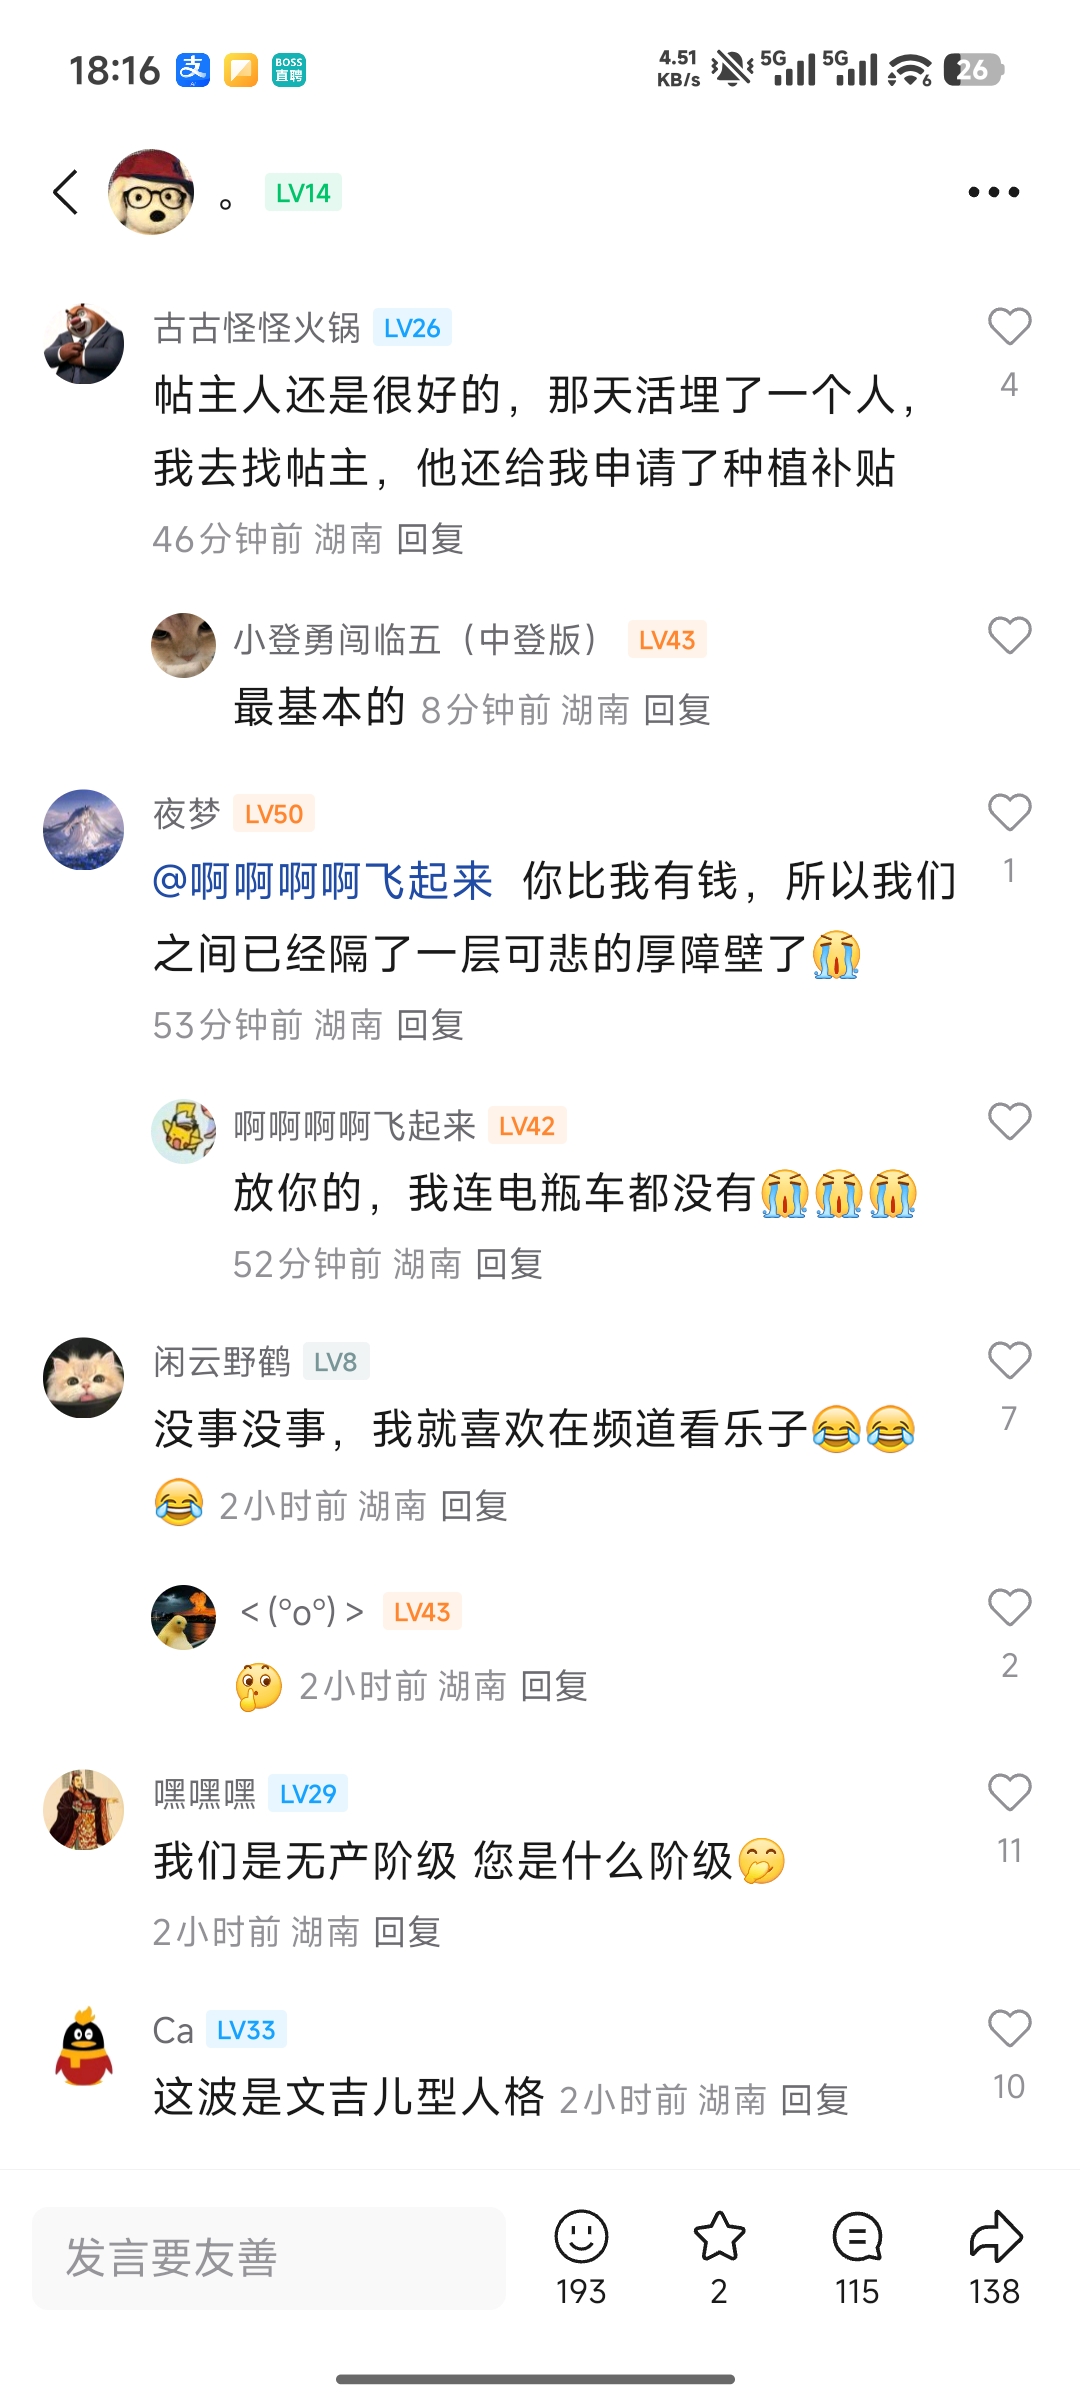 18:16 支 BOSS 直聘 4.51 KB/s 5G 5G 6 26
。 LV14
古古怪怪火锅 LV26
帖主人还是很好的，那天活埋了一个人，
4
我去找帖主，他还给我申请了种植补贴
46分钟前 湖南 回复
小登勇闯临五（中登版） LV43
最基本的 8分钟前 湖南 回复
夜梦 LV50
@啊啊啊啊飞起来 你比我有钱，所以我们
1
之间已经隔了一层可悲的厚障壁了😭
53分钟前 湖南 回复
啊啊啊啊飞起来 LV42
放你的，我连电瓶车都没有😭😭😭
52分钟前 湖南 回复
闲云野鹤 LV8
没事没事，我就喜欢在频道看乐子😂😂
7
😂 2小时前 湖南 回复
<(°o°)> LV43
🤔 2小时前 湖南 回复
2
嘿嘿嘿 LV29
我们是无产阶级 您是什么阶级🤭
11
2小时前 湖南 回复
Ca LV33
这波是文吉儿型人格 2小时前 湖南 回复
10
发言要友善
193 2 115 138